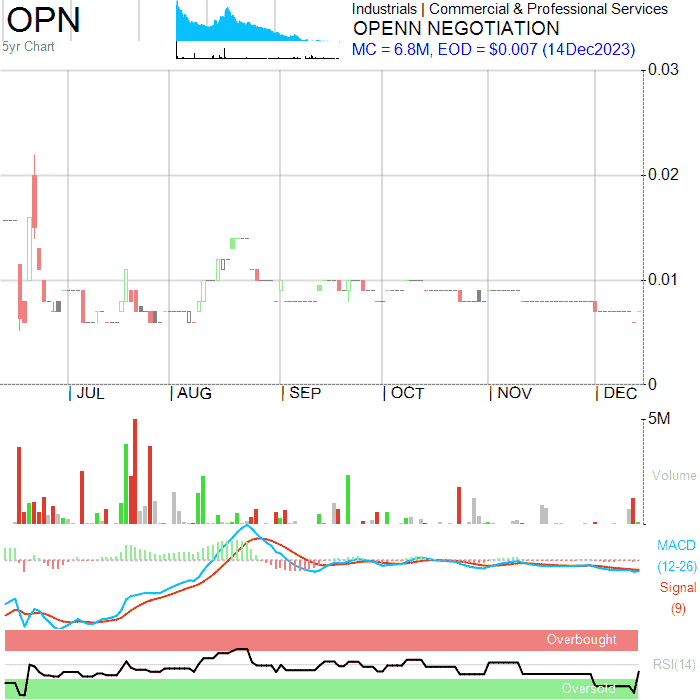 OPN
5yr Chart
Industrials | Commercial & Professional Services
OPENN NEGOTIATION
MC = 6.8M, EOD = $0.007 (14Dec2023)
0.03
0.02
0.01
0
JUL
AUG
SEP
OCT
NOV
DEC
5M
Volume
MACD
(12-26)
Signal
(9)
Overbought
RSI(14)
Oversold